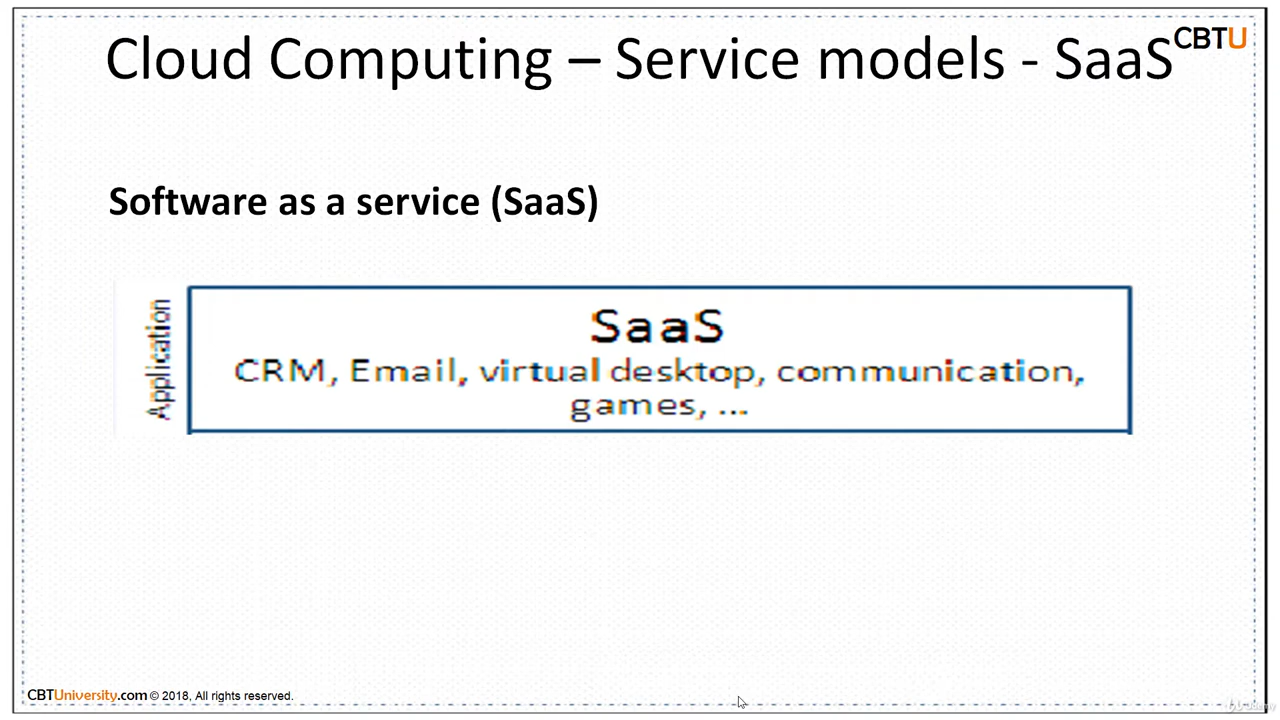 Cloud Computing – Service models - SaaS
CBTU
Software as a service (SaaS)
Application
SaaS
CRM, Email, virtual desktop, communication,
games, ...
CBTUniversity.com © 2018, All rights reserved.
Udemy